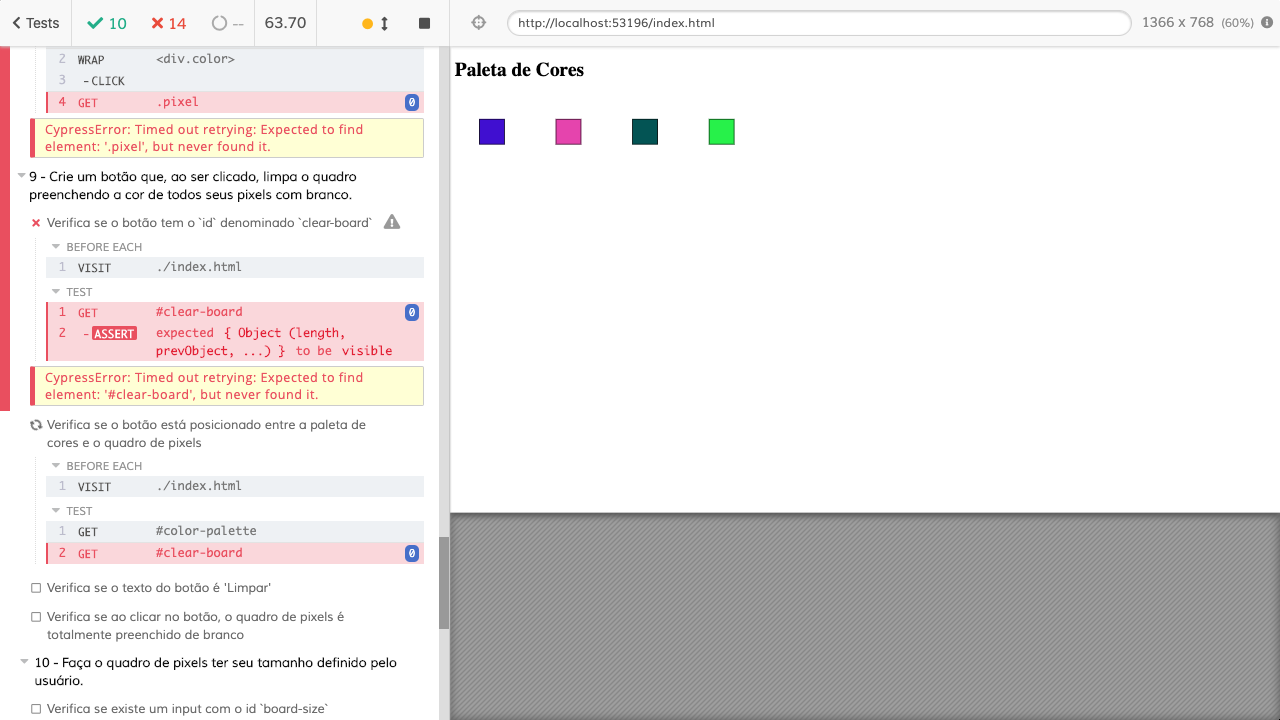 Tests 10 14 -- 63.70 http://localhost:53196/index.html 1366 x 768 (60%)
2 WRAP <div.color>
3 -CLICK
4 GET .pixel 0
CypressError: Timed out retrying: Expected to find
element: '.pixel', but never found it.
9 - Crie um botão que, ao ser clicado, limpa o quadro
preenchendo a cor de todos seus pixels com branco.
Verifica se o botão tem o `id` denominado `clear-board`
BEFORE EACH
1 VISIT ./index.html
TEST
1 GET #clear-board 0
2 -ASSERT expected { Object (length,
prevObject, ...) } to be visible
CypressError: Timed out retrying: Expected to find
element: '#clear-board', but never found it.
Verifica se o botão está posicionado entre a paleta de
cores e o quadro de pixels
BEFORE EACH
1 VISIT ./index.html
TEST
1 GET #color-palette
2 GET #clear-board 0
Verifica se o texto do botão é 'Limpar'
Verifica se ao clicar no botão, o quadro de pixels é
totalmente preenchido de branco
10 - Faça o quadro de pixels ter seu tamanho definido pelo
usuário.
Verifica se existe um input com o id `board-size`
Paleta de Cores